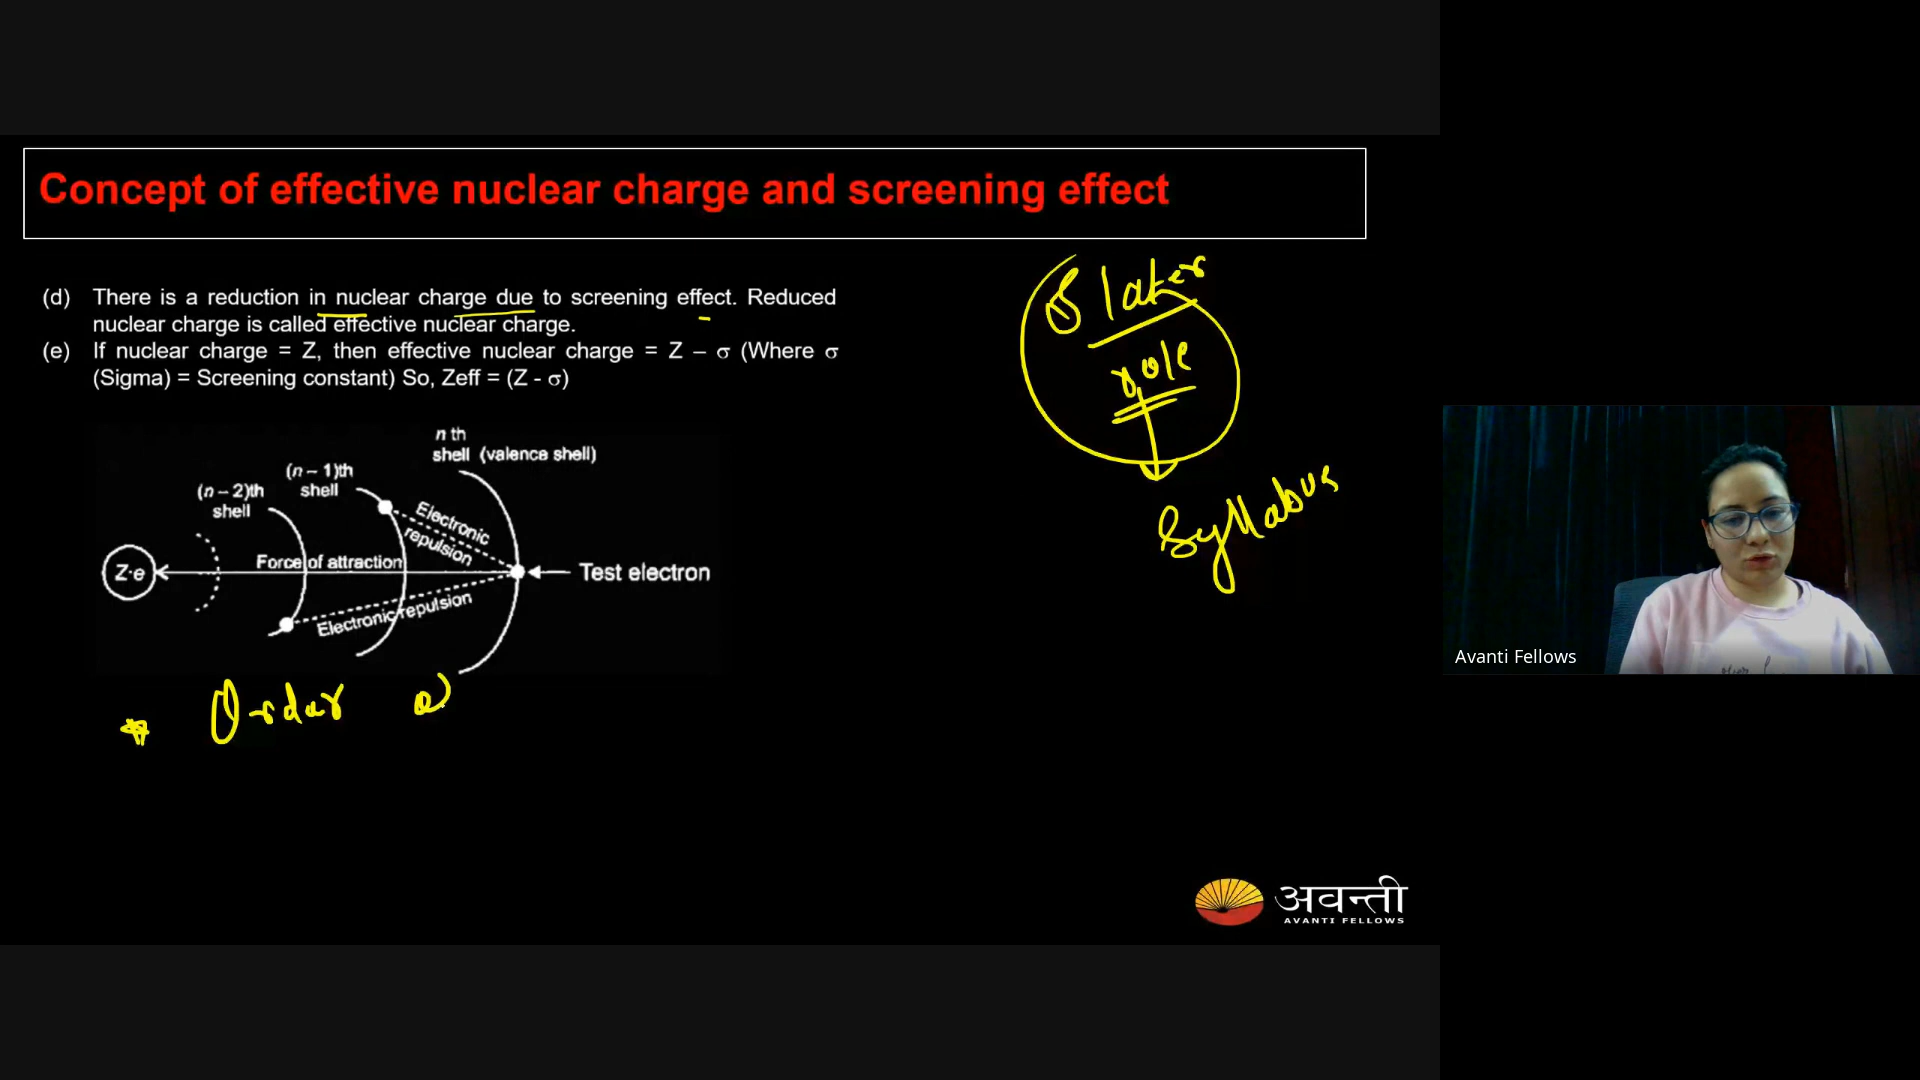 Concept of effective nuclear charge and screening effect
(d) There is a reduction in nuclear charge due to screening effect. Reduced
nuclear charge is called effective nuclear charge.
(e) If nuclear charge = Z, then effective nuclear charge = Z – σ (Where σ
(Sigma) = Screening constant) So, Zeff = (Z - σ)
n th
shell (valence shell)
(n – 1)th
shell
(n – 2)th
shell
Electronic
repulsion
Force of attraction
Z·e
Test electron
Electronic repulsion
Order
Slater
rule
Syllabus
Avanti Fellows
अवन्ती
AVANTI FELLOWS